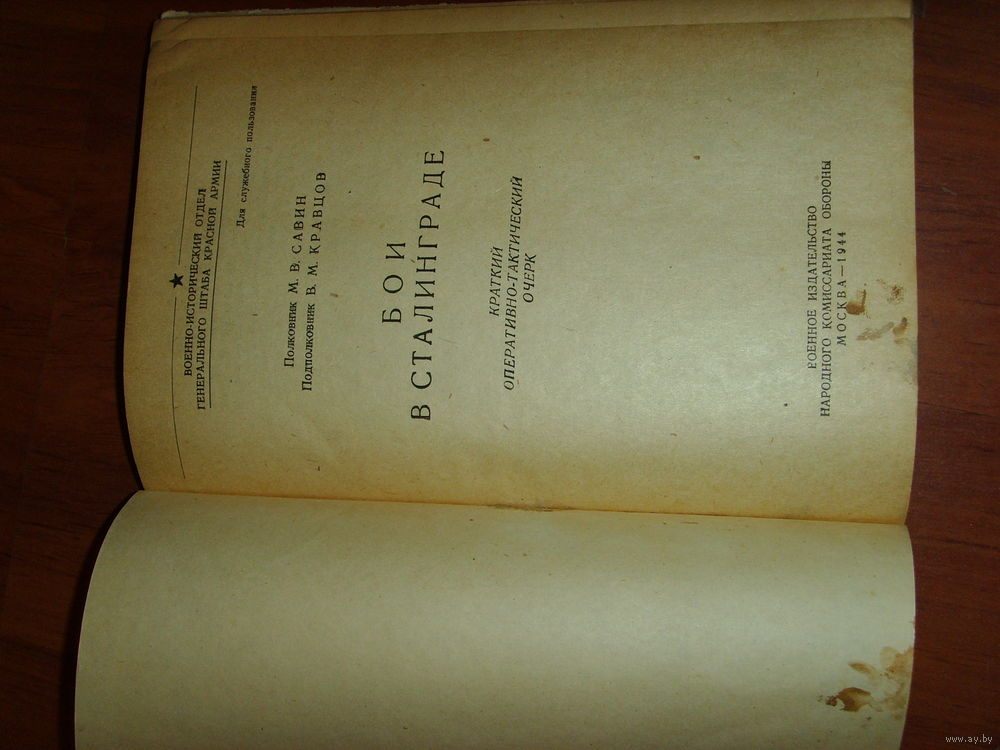 ВОЕННО-ИСТОРИЧЕСКИЙ ОТДЕЛ
ГЕНЕРАЛЬНОГО ШТАБА КРАСНОЙ АРМИИ
Для служебного пользования
Полковник М. В. САВИН
Подполковник В. М. КРАВЦОВ
БОИ
В СТАЛИНГРАДЕ
КРАТКИЙ
ОПЕРАТИВНО-ТАКТИЧЕСКИЙ
ОЧЕРК
ВОЕННОЕ ИЗДАТЕЛЬСТВО
НАРОДНОГО КОМИССАРИАТА ОБОРОНЫ
МОСКВА — 1944
www.ay.by